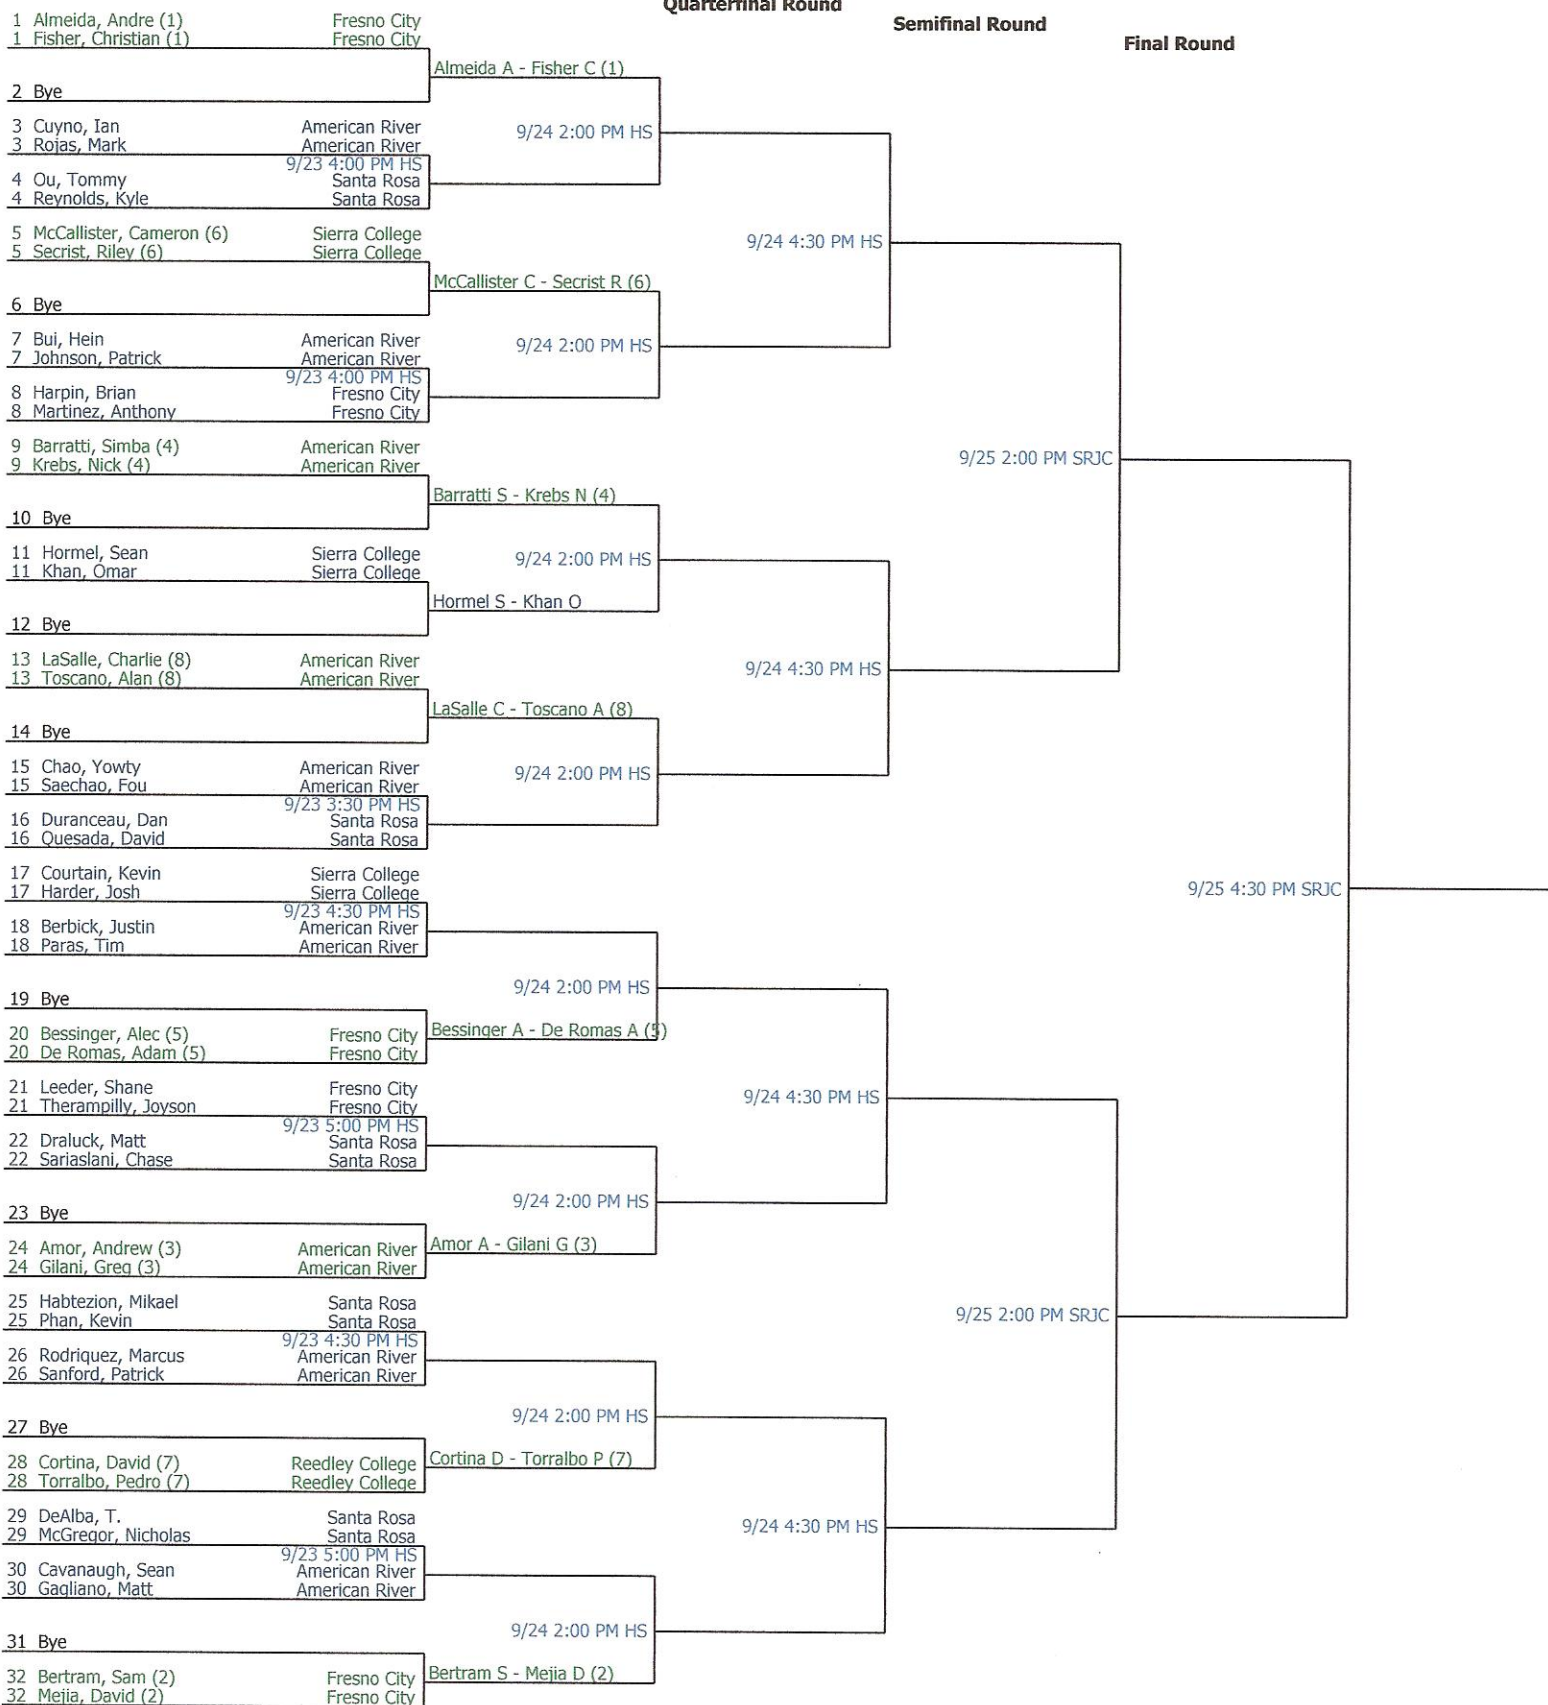 Quarterfinal Round
Semifinal Round
Final Round
1 Almeida, Andre (1) Fresno City
1 Fisher, Christian (1) Fresno City
Almeida A - Fisher C (1)
2 Bye
3 Cuyno, Ian American River
9/24 2:00 PM HS
3 Rojas, Mark American River
9/23 4:00 PM HS
4 Ou, Tommy Santa Rosa
4 Reynolds, Kyle Santa Rosa
5 McCallister, Cameron (6) Sierra College
9/24 4:30 PM HS
5 Secrist, Riley (6) Sierra College
McCallister C - Secrist R (6)
6 Bye
7 Bui, Hein American River
9/24 2:00 PM HS
7 Johnson, Patrick American River
9/23 4:00 PM HS
8 Harpin, Brian Fresno City
8 Martinez, Anthony Fresno City
9 Barratti, Simba (4) American River
9/25 2:00 PM SRJC
9 Krebs, Nick (4) American River
Barratti S - Krebs N (4)
10 Bye
11 Hormel, Sean Sierra College
9/24 2:00 PM HS
11 Khan, Omar Sierra College
Hormel S - Khan O
12 Bye
13 LaSalle, Charlie (8) American River
9/24 4:30 PM HS
13 Toscano, Alan (8) American River
LaSalle C - Toscano A (8)
14 Bye
15 Chao, Yowty American River
9/24 2:00 PM HS
15 Saechao, Fou American River
9/23 3:30 PM HS
16 Duranceau, Dan Santa Rosa
16 Quesada, David Santa Rosa
17 Courtain, Kevin Sierra College
9/25 4:30 PM SRJC
17 Harder, Josh Sierra College
9/23 4:30 PM HS
18 Berbick, Justin American River
18 Paras, Tim American River
9/24 2:00 PM HS
19 Bye
Bessinger A - De Romas A (5)
20 Bessinger, Alec (5) Fresno City
20 De Romas, Adam (5) Fresno City
21 Leeder, Shane Fresno City
9/24 4:30 PM HS
21 Therampilly, Joyson Fresno City
9/23 5:00 PM HS
22 Draluck, Matt Santa Rosa
22 Sariaslani, Chase Santa Rosa
9/24 2:00 PM HS
23 Bye
Amor A - Gilani G (3)
24 Amor, Andrew (3) American River
24 Gilani, Greg (3) American River
25 Habtezion, Mikael Santa Rosa
9/25 2:00 PM SRJC
25 Phan, Kevin Santa Rosa
9/23 4:30 PM HS
26 Rodriquez, Marcus American River
26 Sanford, Patrick American River
9/24 2:00 PM HS
27 Bye
Cortina D - Torralbo P (7)
28 Cortina, David (7) Reedley College
28 Torralbo, Pedro (7) Reedley College
29 DeAlba, T. Santa Rosa
9/24 4:30 PM HS
29 McGregor, Nicholas Santa Rosa
9/23 5:00 PM HS
30 Cavanaugh, Sean American River
30 Gagliano, Matt American River
9/24 2:00 PM HS
31 Bye
Bertram S - Mejia D (2)
32 Bertram, Sam (2) Fresno City
32 Mejia, David (2) Fresno City